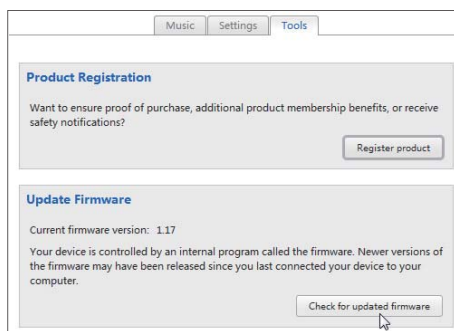 Music Settings Tools
Product Registration
Want to ensure proof of purchase, additional product membership benefits, or receive
safety notifications?
Register product
Update Firmware
Current firmware version: 1.17
Your device is controlled by an internal program called the firmware. Newer versions of
the firmware may have been released since you last connected your device to your
computer.
Check for updated firmware